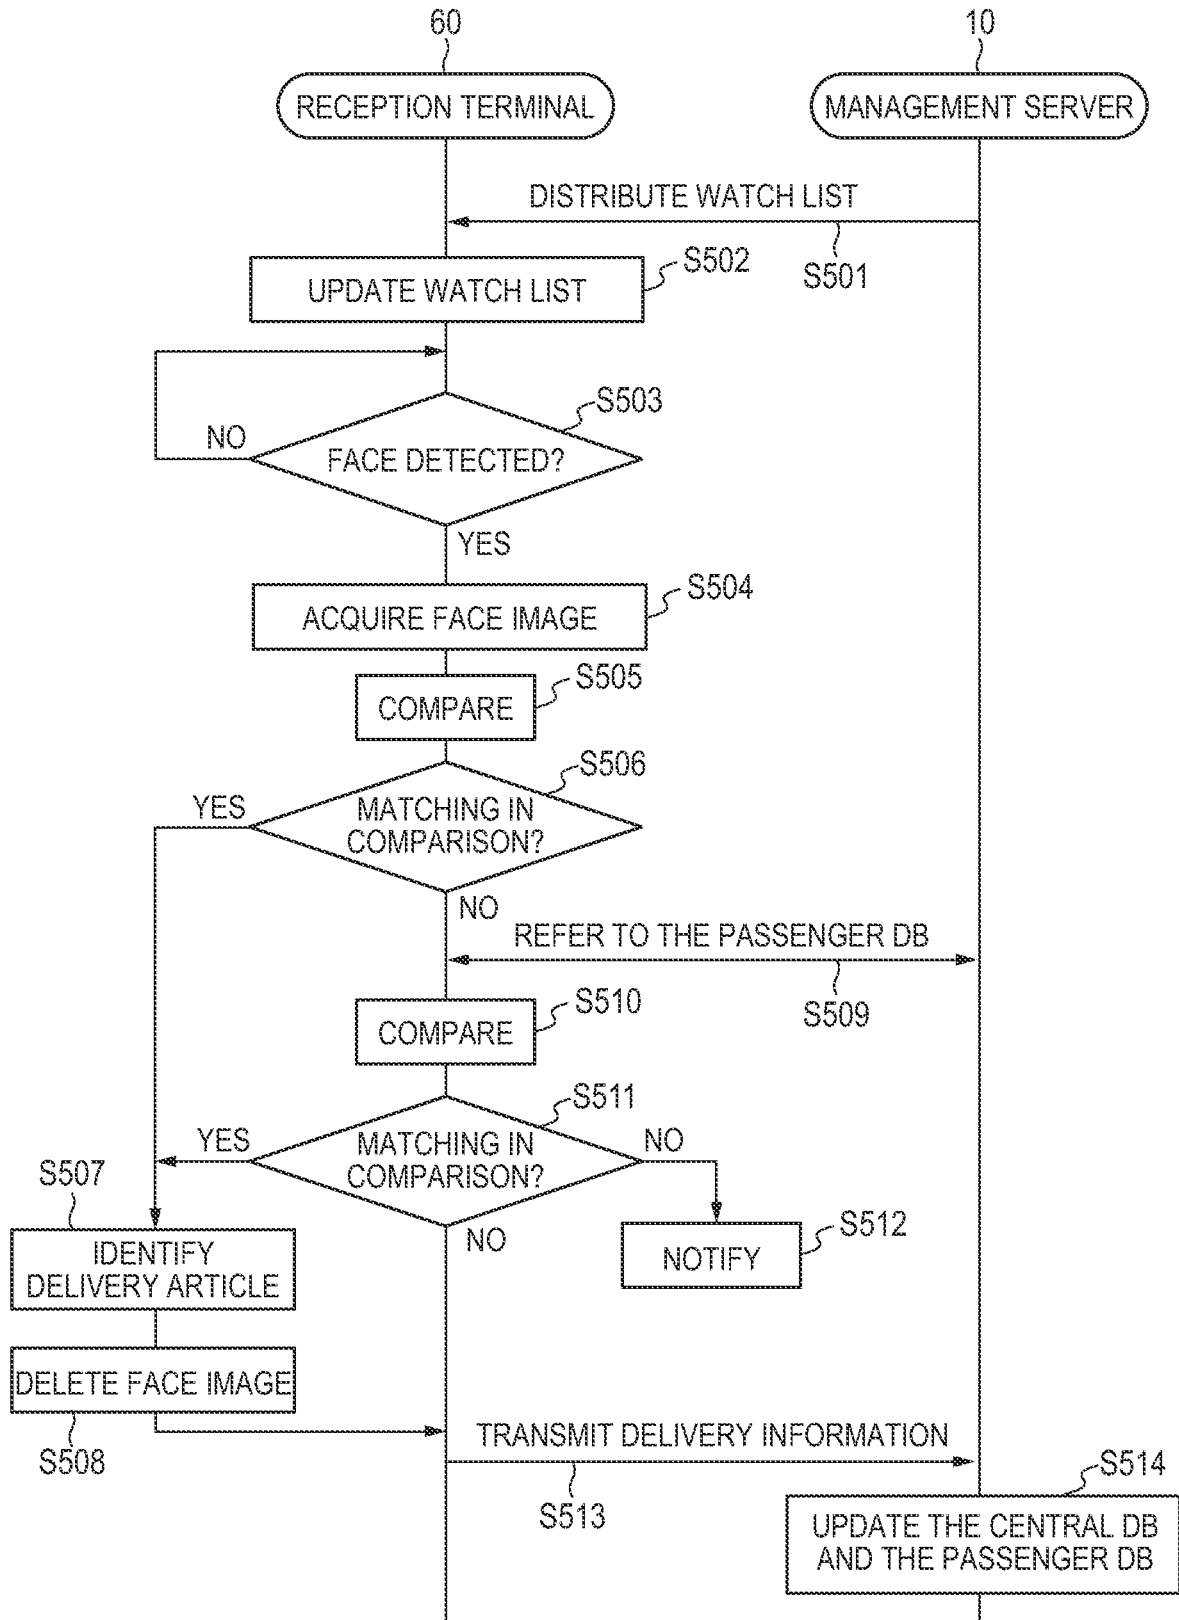 60
10
RECEPTION TERMINAL
MANAGEMENT SERVER
DISTRIBUTE WATCH LIST
S501
S502
UPDATE WATCH LIST
S503
NO
FACE DETECTED?
YES
S504
ACQUIRE FACE IMAGE
S505
COMPARE
S506
YES
MATCHING IN
COMPARISON?
NO
REFER TO THE PASSENGER DB
S509
S510
COMPARE
S511
YES
MATCHING IN
COMPARISON?
NO
S507
NO
S512
IDENTIFY
DELIVERY ARTICLE
NOTIFY
DELETE FACE IMAGE
S508
TRANSMIT DELIVERY INFORMATION
S513
S514
UPDATE THE CENTRAL DB
AND THE PASSENGER DB